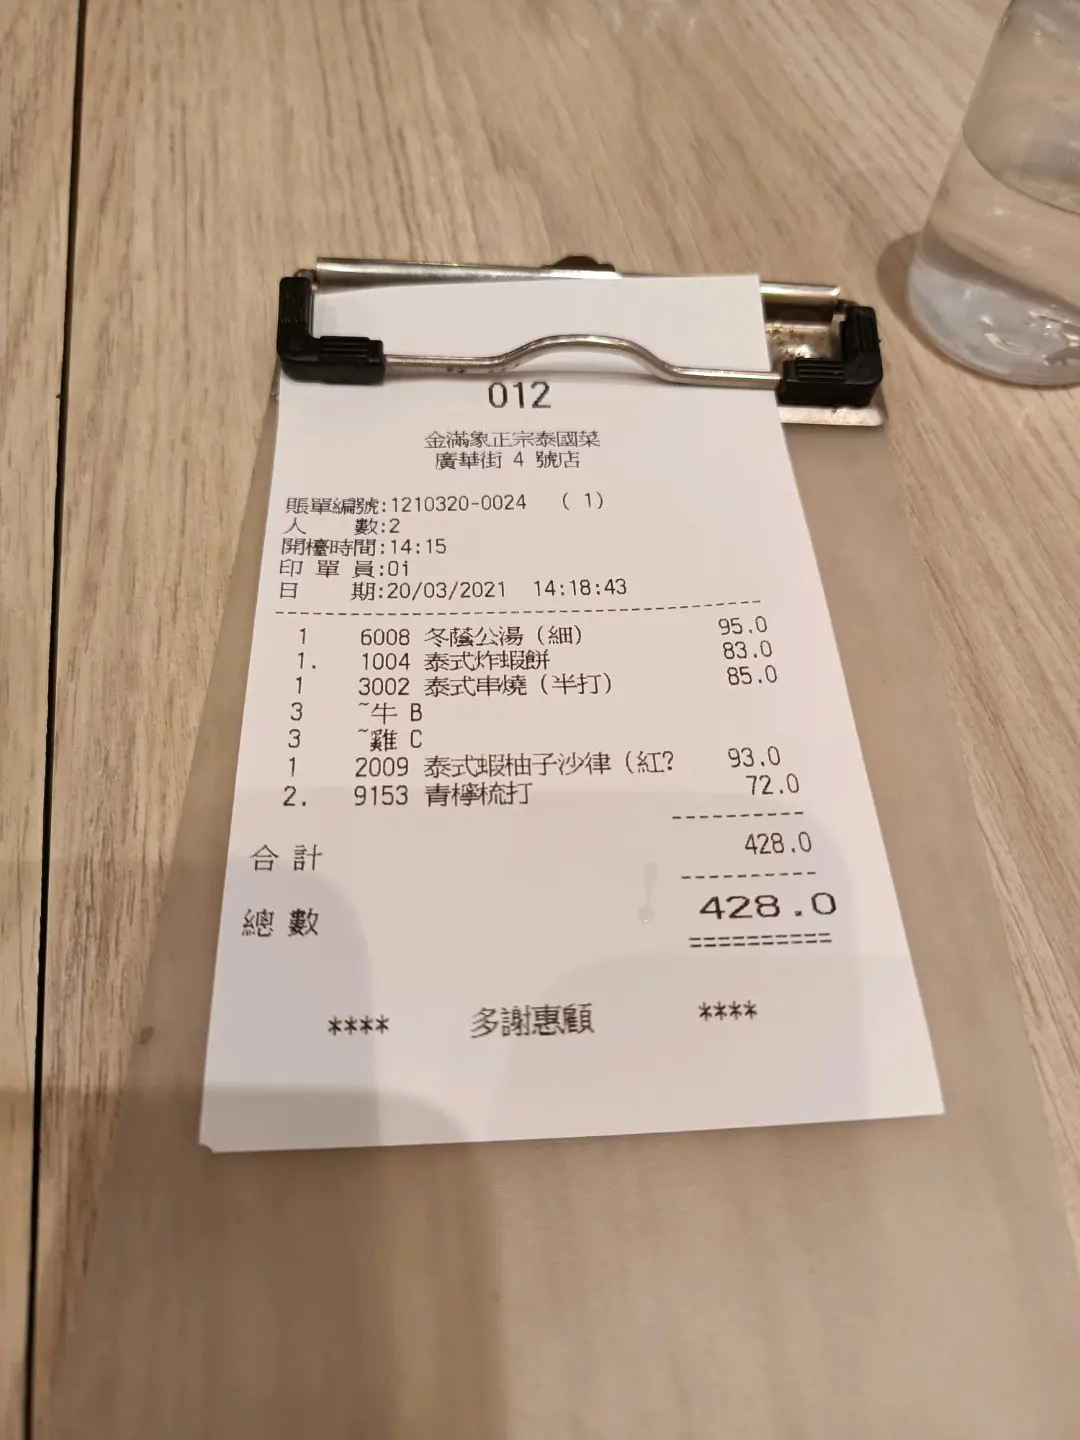 012
金滿象正宗泰國菜
廣華街 4 號店
賬單編號:1210320-0024 ( 1)
人 數:2
開檯時間:14:15
印 單 員:Oi
日 期:20/03/2021 14:18:43
1 6008 冬蔭公湯 (細) 95.0
1. 1004 泰式炸蝦餅 83.0
1 3002 泰式串燒 (半打) 85.0
3 ~牛 B
3 ~雞 C
1 2009 泰式蝦柚子沙律 (紅? 93.0
2. 9153 青檸梳打 72.0
合 計 428.0
總 數 428.0
==========
**** 多謝惠顧 ****